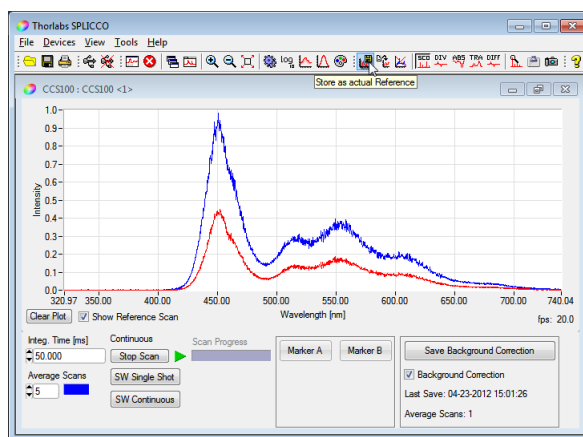 Thorlabs SPLICCO
File Devices View Tools Help
LOG 10 SCO DIV ABS TRA DIFF
Store as actual Reference
CCS100 : CCS100 <1>
Intensity
1.0
0.9
0.8
0.7
0.6
0.5
0.4
0.3
0.2
0.1
0.0
320.97 350.00 400.00 450.00 500.00 550.00 600.00 650.00 700.00 740.04
Wavelength [nm]
Clear Plot Show Reference Scan fps: 20.0
Integ. Time [ms] Continuous Scan Progress
50.000 Stop Scan Marker A Marker B Save Background Correction
Average Scans SW Single Shot Background Correction
5 SW Continuous Last Save: 04-23-2012 15:01:26
Average Scans: 1